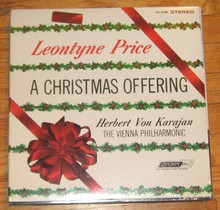 STEREO
Leontyne Price
A CHRISTMAS OFFERING
Herbert Von Karajan
THE VIENNA PHILHARMONIC
LONDON